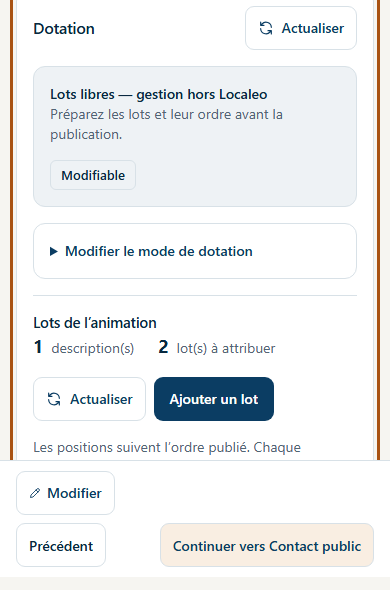 Dotation
Actualiser
Lots libres — gestion hors Localeo
Préparez les lots et leur ordre avant la
publication.
Modifiable
Modifier le mode de dotation
Lots de l’animation
1 description(s) 2 lot(s) à attribuer
Actualiser
Ajouter un lot
Les positions suivent l’ordre publié. Chaque
Modifier
Précédent
Continuer vers Contact public